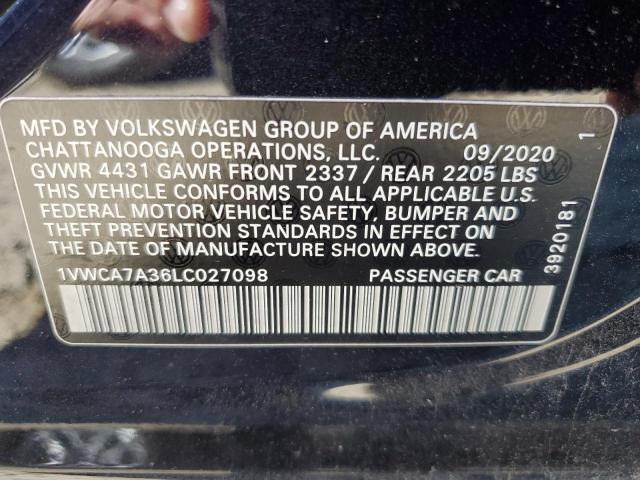 MFD BY VOLKSWAGEN GROUP OF AMERICA
CHATTANOOGA OPERATIONS, LLC. 09/2020
GVWR 4431 GAWR FRONT 2337 / REAR 2205 LBS
THIS VEHICLE CONFORMS TO ALL APPLICABLE U.S.
FEDERAL MOTOR VEHICLE SAFETY, BUMPER AND
THEFT PREVENTION STANDARDS IN EFFECT ON
THE DATE OF MANUFACTURE SHOWN ABOVE.
1VWCA7A36LC027098 PASSENGER CAR
3920181 1